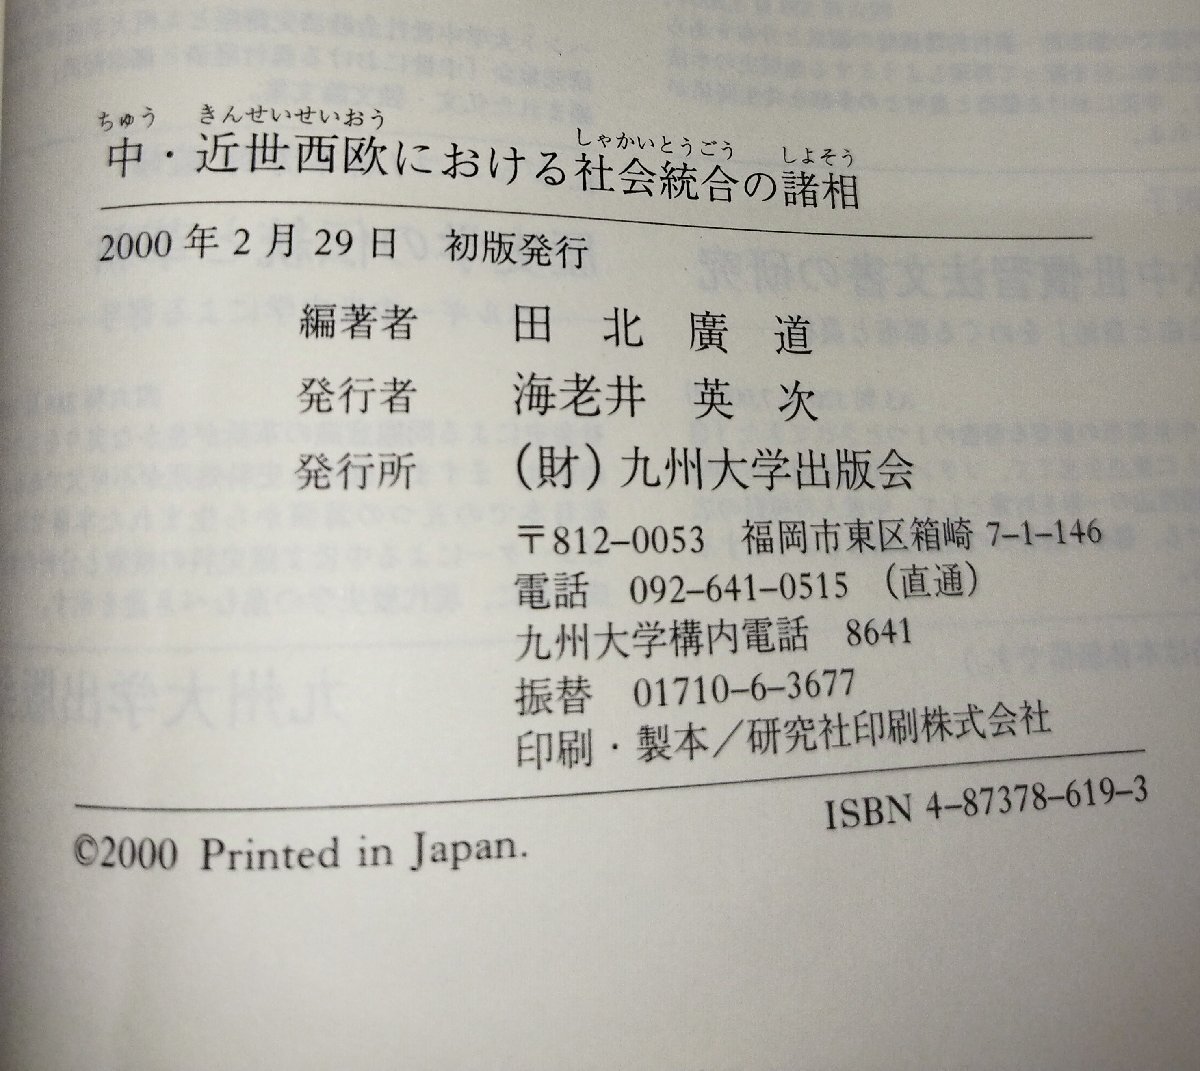 ちゅう きんせいせいおう しゃかいとうごう しょそう
中・近世西欧における社会統合の諸相
2000年2月29日 初版発行
編著者 田北廣道
発行者 海老井英次
発行所 (財)九州大学出版会
〒812-0053 福岡市東区箱崎7-1-146
電話 092-641-0515(直通)
九州大学構内電話 8641
振替 01710-6-3677
印刷・製本/研究社印刷株式会社
©2000 Printed in Japan.
ISBN 4-87378-619-3